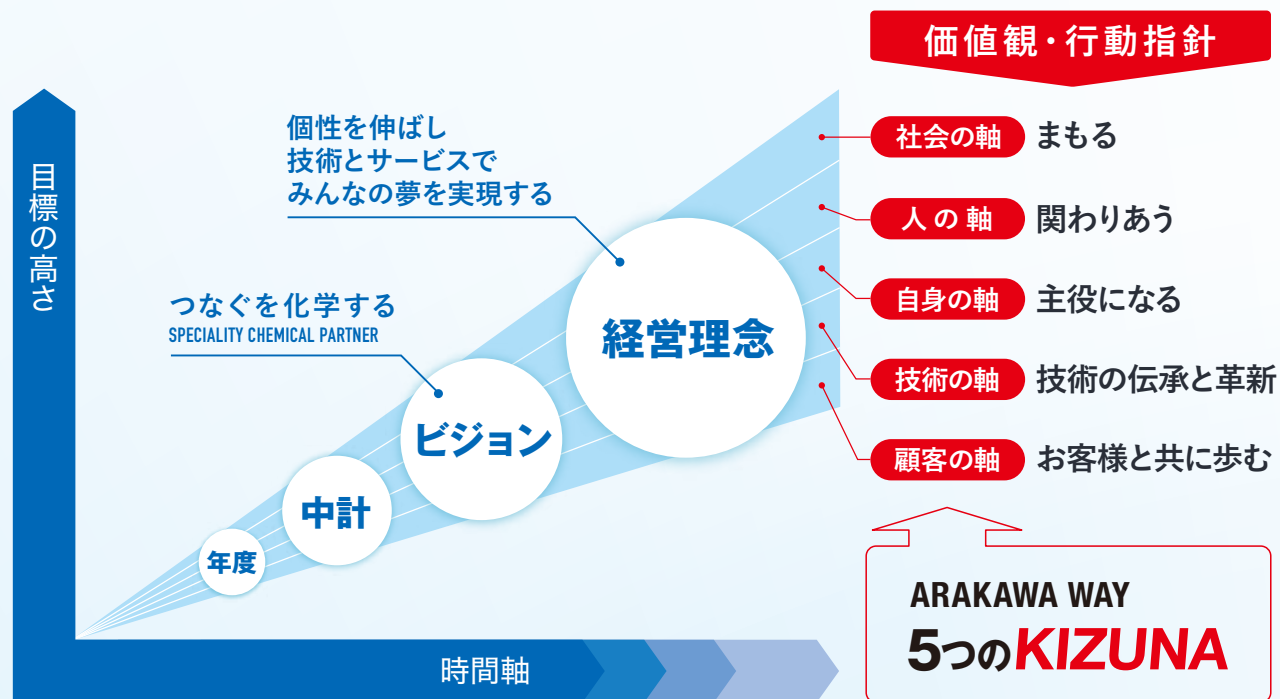 価値観・行動指針
目標の高さ
個性を伸ばし
技術とサービスで
みんなの夢を実現する
つなぐを化学する
SPECIALITY CHEMICAL PARTNER
経営理念
ビジョン
中計
年度
時間軸
社会の軸 まもる
人の軸 関わりあう
自身の軸 主役になる
技術の軸 技術の伝承と革新
顧客の軸 お客様と共に歩む
ARAKAWA WAY
5つのKIZUNA